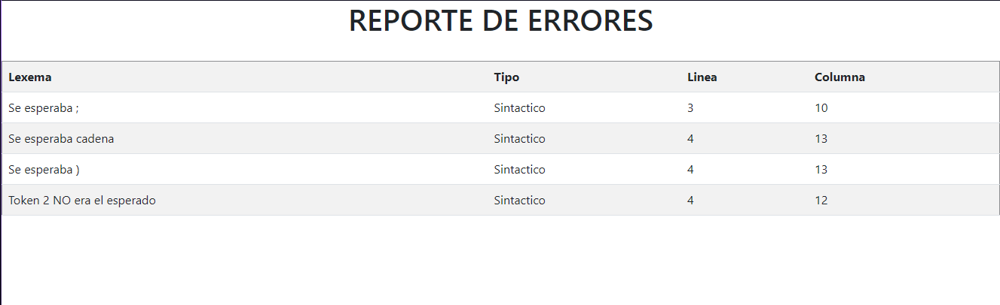 REPORTE DE ERRORES
Lexema Tipo Linea Columna
Se esperaba ; Sintactico 3 10
Se esperaba cadena Sintactico 4 13
Se esperaba ) Sintactico 4 13
Token 2 NO era el esperado Sintactico 4 12